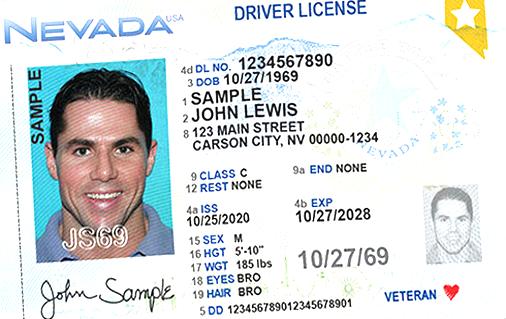 NEVADA USA
DRIVER LICENSE
SAMPLE
4d DL NO. 1234567890
3 DOB 10/27/1969
1 SAMPLE
2 JOHN LEWIS
8 123 MAIN STREET
CARSON CITY, NV 00000-1234
9 CLASS C 9a END NONE
12 REST NONE
4a ISS 4b EXP
10/25/2020 10/27/2028
15 SEX M
16 HGT 5'-10"
17 WGT 185 lbs
18 EYES BRO
19 HAIR BRO
5 DD 12345678901234578901
10/27/69
JS69
John Sample
VETERAN
NEVADA